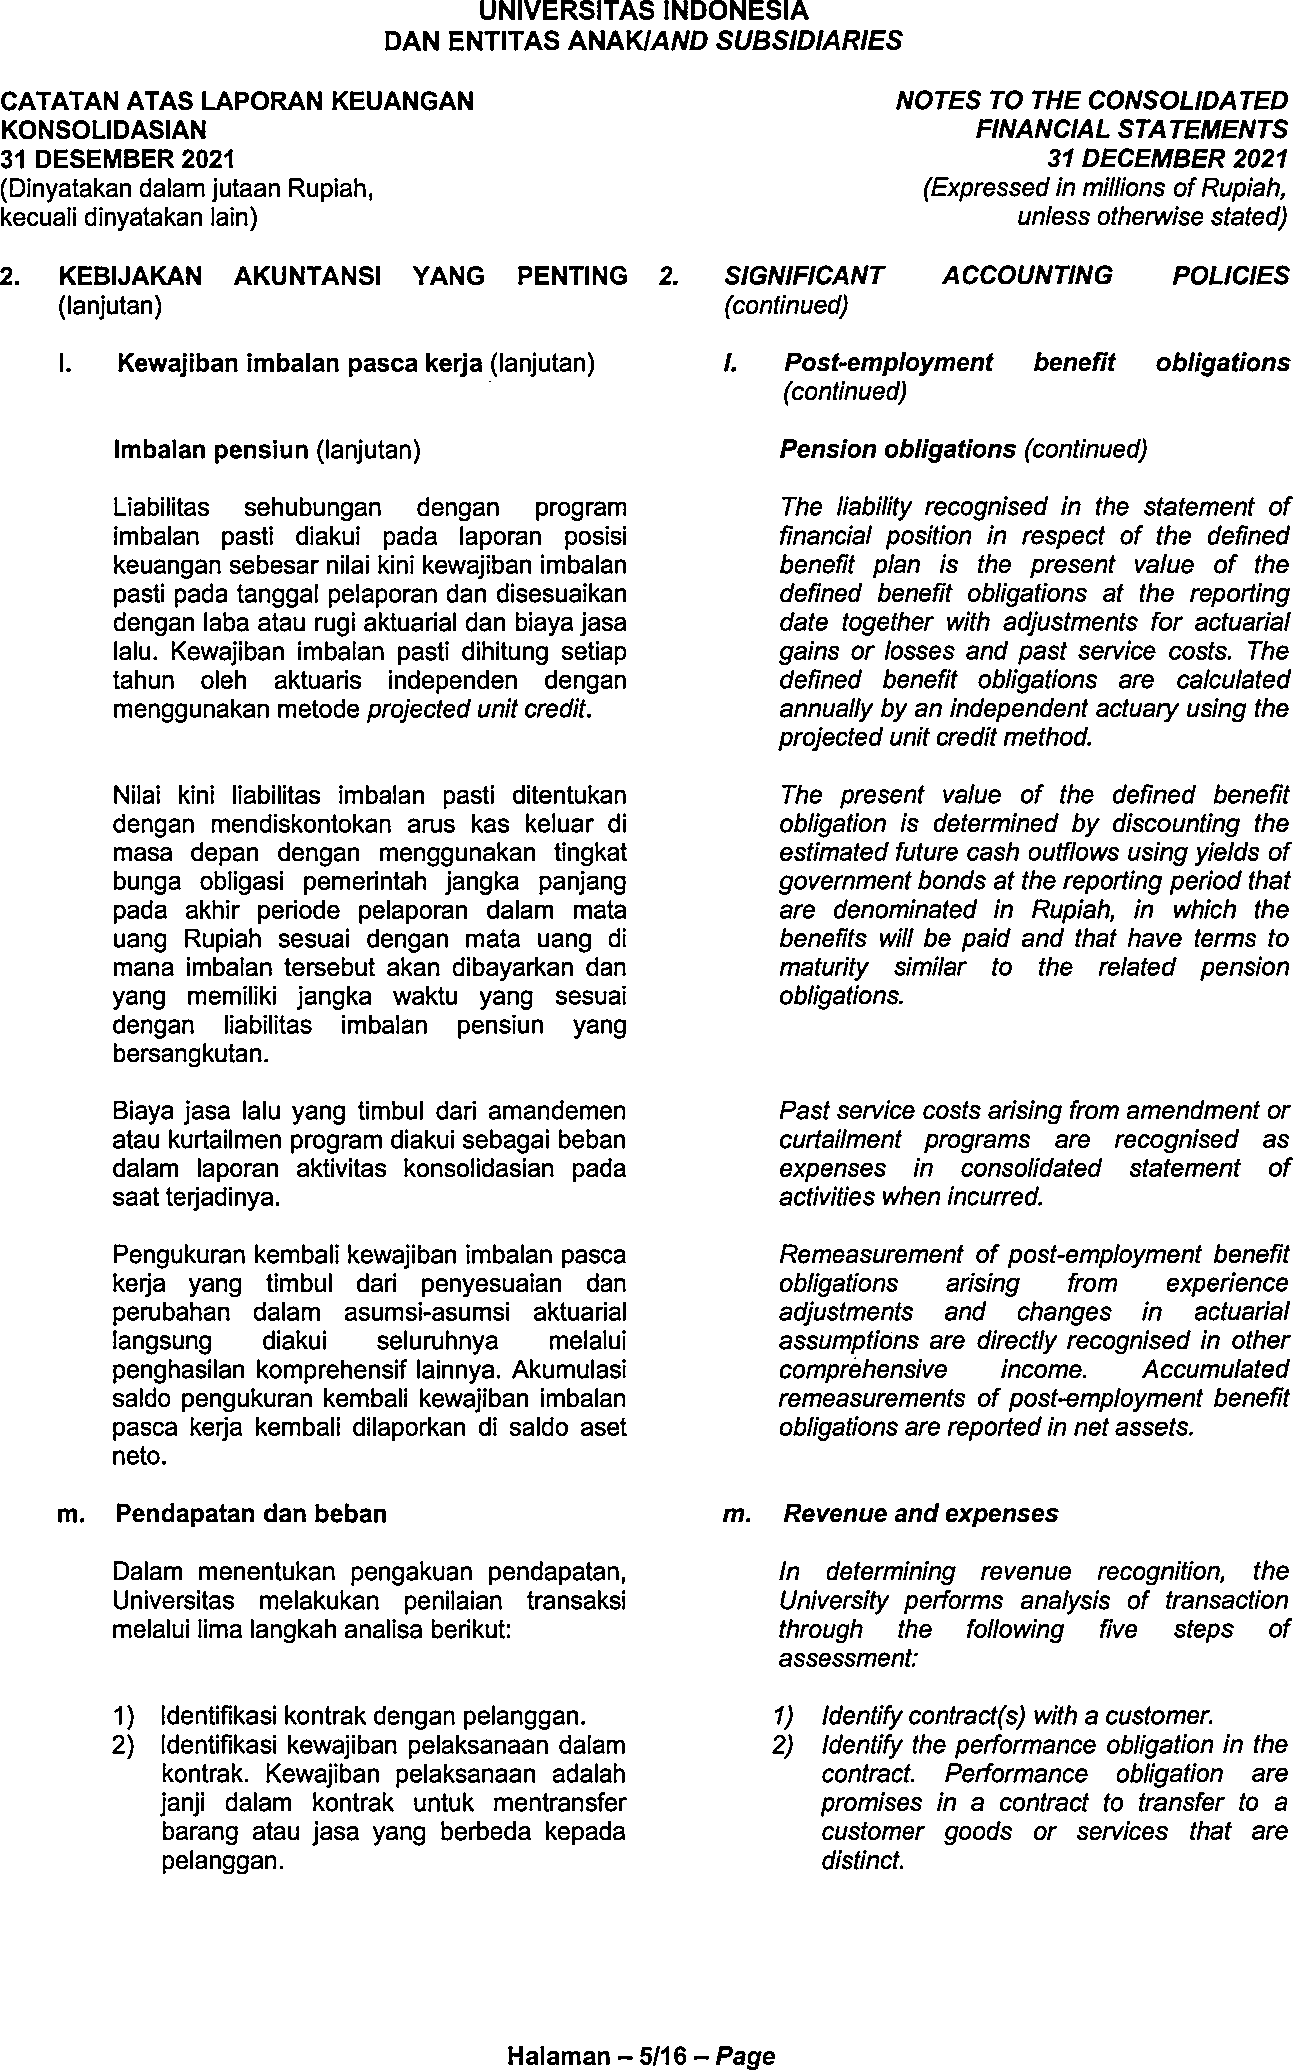 UNIVERSITAS INDONESIA
DAN ENTITAS ANAK/AND SUBSIDIARIES
CATATAN ATAS LAPORAN KEUANGAN
KONSOLIDASIAN
31 DESEMBER 2021
(Dinyatakan dalam jutaan Rupiah,
kecuali dinyatakan lain)
NOTES TO THE CONSOLIDATED
FINANCIAL STATEMENTS
31 DECEMBER 2021
(Expressed in millions of Rupiah,
unless otherwise stated)
2. KEBIJAKAN AKUNTANSI YANG PENTING
(lanjutan)
l. Kewajiban imbalan pasca kerja (lanjutan)
Imbalan pensiun (lanjutan)
Liabilitas sehubungan dengan program
imbalan pasti diakui pada laporan posisi
keuangan sebesar nilai kini kewajiban imbalan
pasti pada tanggal pelaporan dan disesuaikan
dengan laba atau rugi aktuarial dan biaya jasa
lalu. Kewajiban imbalan pasti dihitung setiap
tahun oleh aktuaris independen dengan
menggunakan metode projected unit credit.
Nilai kini liabilitas imbalan pasti ditentukan
dengan mendiskontokan arus kas keluar di
masa depan dengan menggunakan tingkat
bunga obligasi pemerintah jangka panjang
pada akhir periode pelaporan dalam mata
uang Rupiah sesuai dengan mata uang di
mana imbalan tersebut akan dibayarkan dan
yang memiliki jangka waktu yang sesuai
dengan liabilitas imbalan pensiun yang
bersangkutan.
Biaya jasa lalu yang timbul dari amandemen
atau kurtailmen program diakui sebagai beban
dalam laporan aktivitas konsolidasian pada
saat terjadinya.
Pengukuran kembali kewajiban imbalan pasca
kerja yang timbul dari penyesuaian dan
perubahan dalam asumsi-asumsi aktuarial
langsung diakui seluruhnya melalui
penghasilan komprehensif lainnya. Akumulasi
saldo pengukuran kembali kewajiban imbalan
pasca kerja kembali dilaporkan di saldo aset
neto.
m. Pendapatan dan beban
Dalam menentukan pengakuan pendapatan,
Universitas melakukan penilaian transaksi
melalui lima langkah analisa berikut:
1) Identifikasi kontrak dengan pelanggan.
2) Identifikasi kewajiban pelaksanaan dalam
kontrak. Kewajiban pelaksanaan adalah
janji dalam kontrak untuk mentransfer
barang atau jasa yang berbeda kepada
pelanggan.
2. SIGNIFICANT ACCOUNTING POLICIES
(continued)
l. Post-employment benefit obligations
(continued)
Pension obligations (continued)
The liability recognised in the statement of
financial position in respect of the defined
benefit plan is the present value of the
defined benefit obligations at the reporting
date together with adjustments for actuarial
gains or losses and past service costs. The
defined benefit obligations are calculated
annually by an independent actuary using the
projected unit credit method.
The present value of the defined benefit
obligation is determined by discounting the
estimated future cash outflows using yields of
government bonds at the reporting period that
are denominated in Rupiah, in which the
benefits will be paid and that have terms to
maturity similar to the related pension
obligations.
Past service costs arising from amendment or
curtailment programs are recognised as
expenses in consolidated statement of
activities when incurred.
Remeasurement of post-employment benefit
obligations arising from experience
adjustments and changes in actuarial
assumptions are directly recognised in other
comprehensive income. Accumulated
remeasurements of post-employment benefit
obligations are reported in net assets.
m. Revenue and expenses
In determining revenue recognition, the
University performs analysis of transaction
through the following five steps of
assessment:
1) Identify contract(s) with a customer.
2) Identify the performance obligation in the
contract. Performance obligation are
promises in a contract to transfer to a
customer goods or services that are
distinct.
Halaman – 5/16 – Page